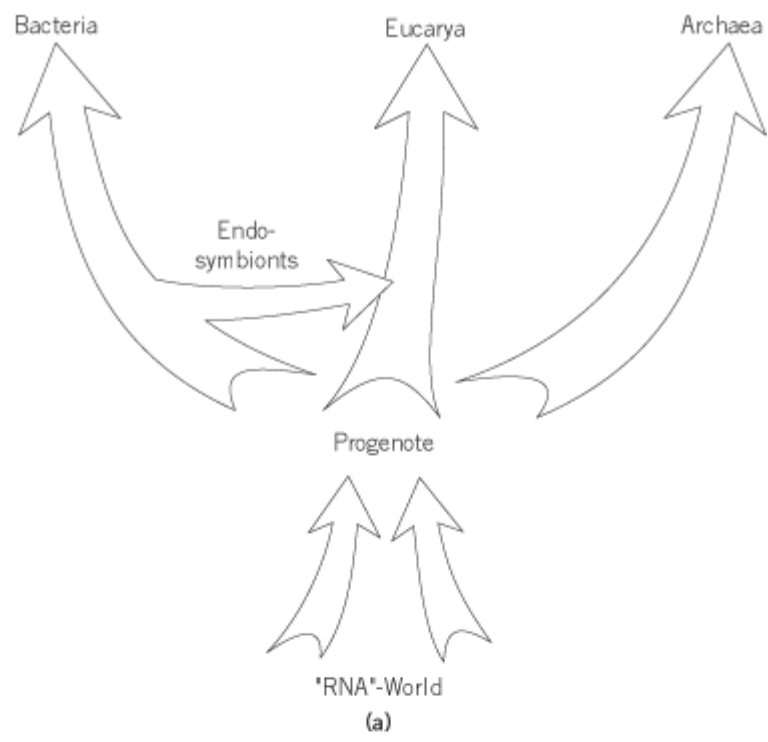 Bacteria
Eucarya
Archaea
Endo-
symbionts
Progenote
"RNA"-World
(a)